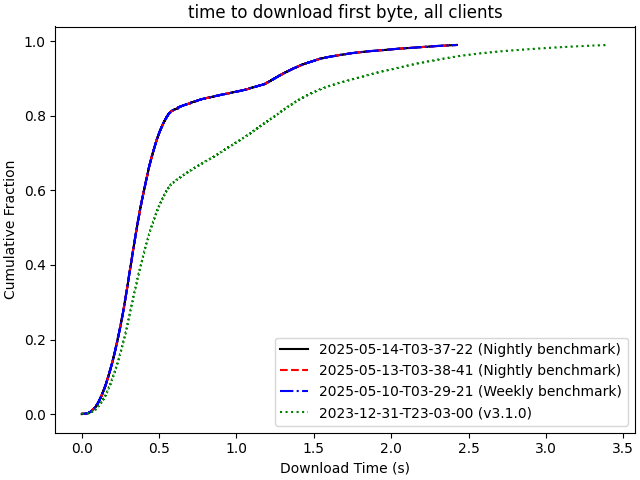 time to download first byte, all clients
1.0
0.8
0.6
0.4
0.2
0.0
Cumulative Fraction
2025-05-14-T03-37-22 (Nightly benchmark)
2025-05-13-T03-38-41 (Nightly benchmark)
2025-05-10-T03-29-21 (Weekly benchmark)
2023-12-31-T23-03-00 (v3.1.0)
0.0 0.5 1.0 1.5 2.0 2.5 3.0 3.5
Download Time (s)